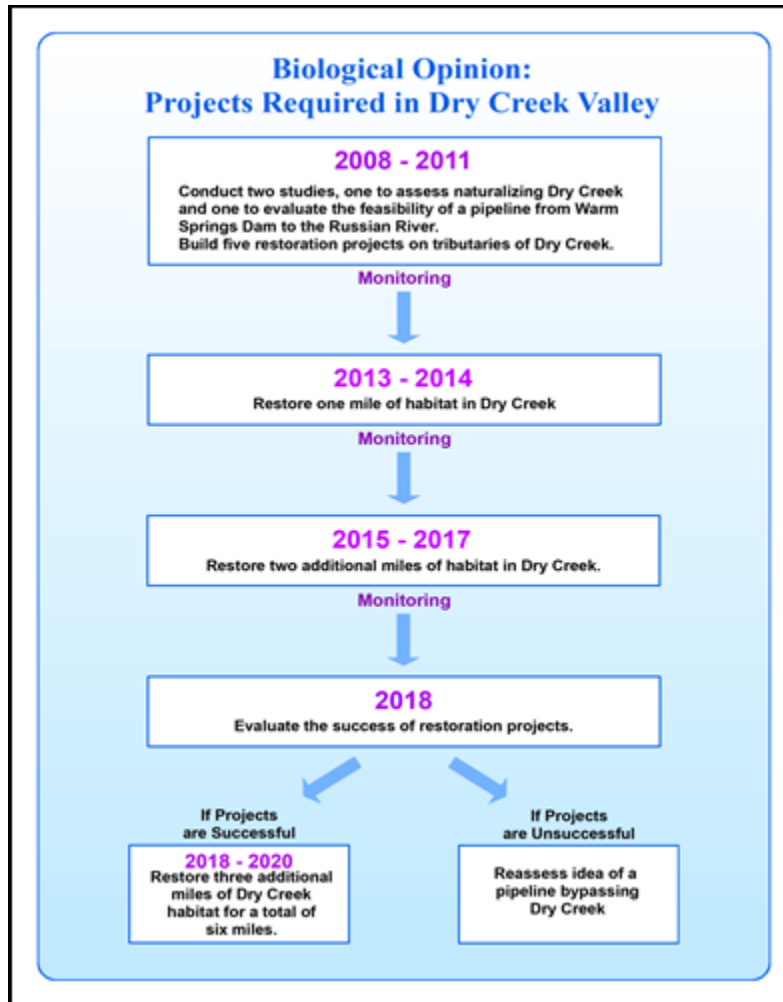 Biological Opinion:
Projects Required in Dry Creek Valley
2008 - 2011
Conduct two studies, one to assess naturalizing Dry Creek
and one to evaluate the feasibility of a pipeline from Warm
Springs Dam to the Russian River.
Build five restoration projects on tributaries of Dry Creek.
Monitoring
2013 - 2014
Restore one mile of habitat in Dry Creek
Monitoring
2015 - 2017
Restore two additional miles of habitat in Dry Creek.
Monitoring
2018
Evaluate the success of restoration projects.
If Projects
are Successful
2018 - 2020
Restore three additional
miles of Dry Creek
habitat for a total of
six miles.
If Projects
are Unsuccessful
Reassess idea of a
pipeline bypassing
Dry Creek